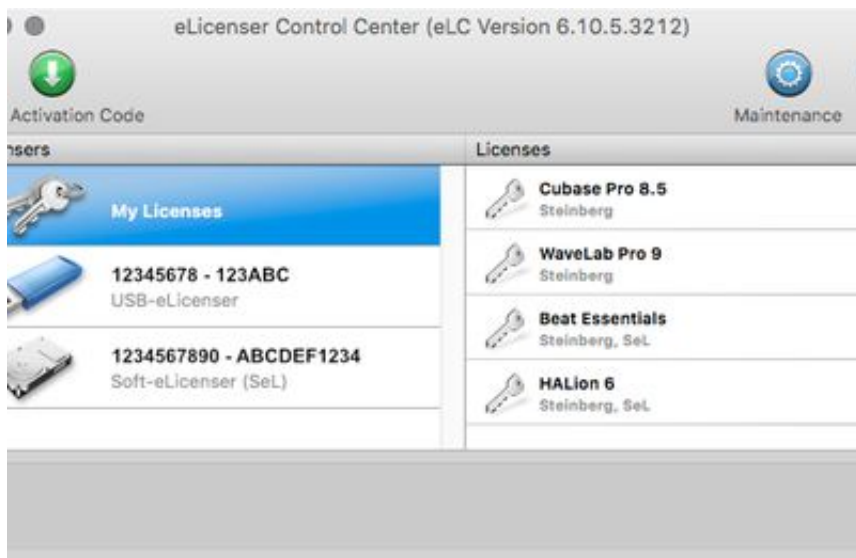 eLicenser Control Center (eLC Version 6.10.5.3212)
Activation Code
Maintenance
nsers
Licenses
My Licenses
12345678 - 123ABC
USB-eLicenser
1234567890 - ABCDEF1234
Soft-eLicenser (SeL)
Cubase Pro 8.5
Steinberg
WaveLab Pro 9
Steinberg
Beat Essentials
Steinberg, SeL
HALion 6
Steinberg, SeL